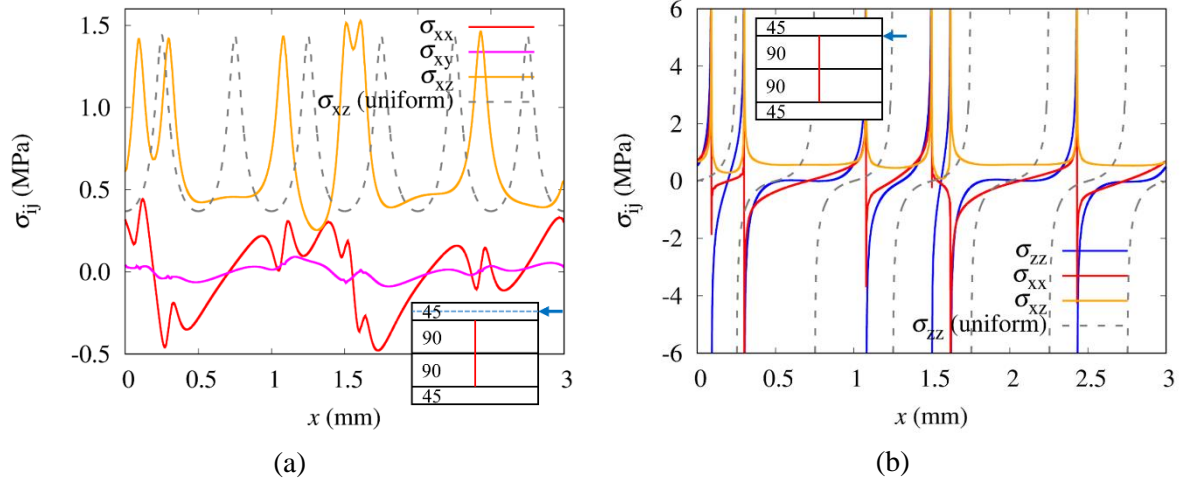 1.5
1.0
0.5
0.0
-0.5
σij (MPa)
0
0.5
1
1.5
2
2.5
3
x (mm)
σxx
σxy
σxz
σxz (uniform)
45
90
90
45
(a)
6
4
2
0
-2
-4
-6
σij (MPa)
0
0.5
1
1.5
2
2.5
3
x (mm)
45
90
90
45
σzz
σxx
σxz
σzz (uniform)
(b)